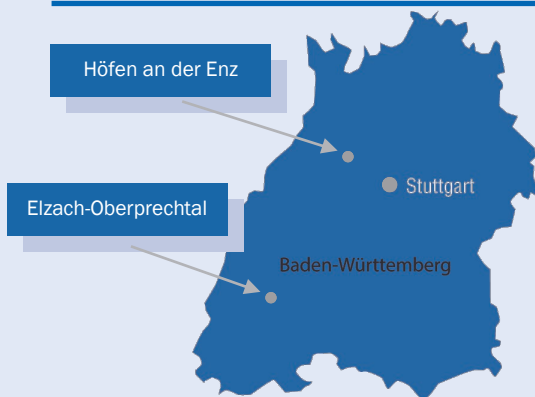 Höfen an der Enz
Stuttgart
Elzach-Oberprechtal
Baden-Württemberg